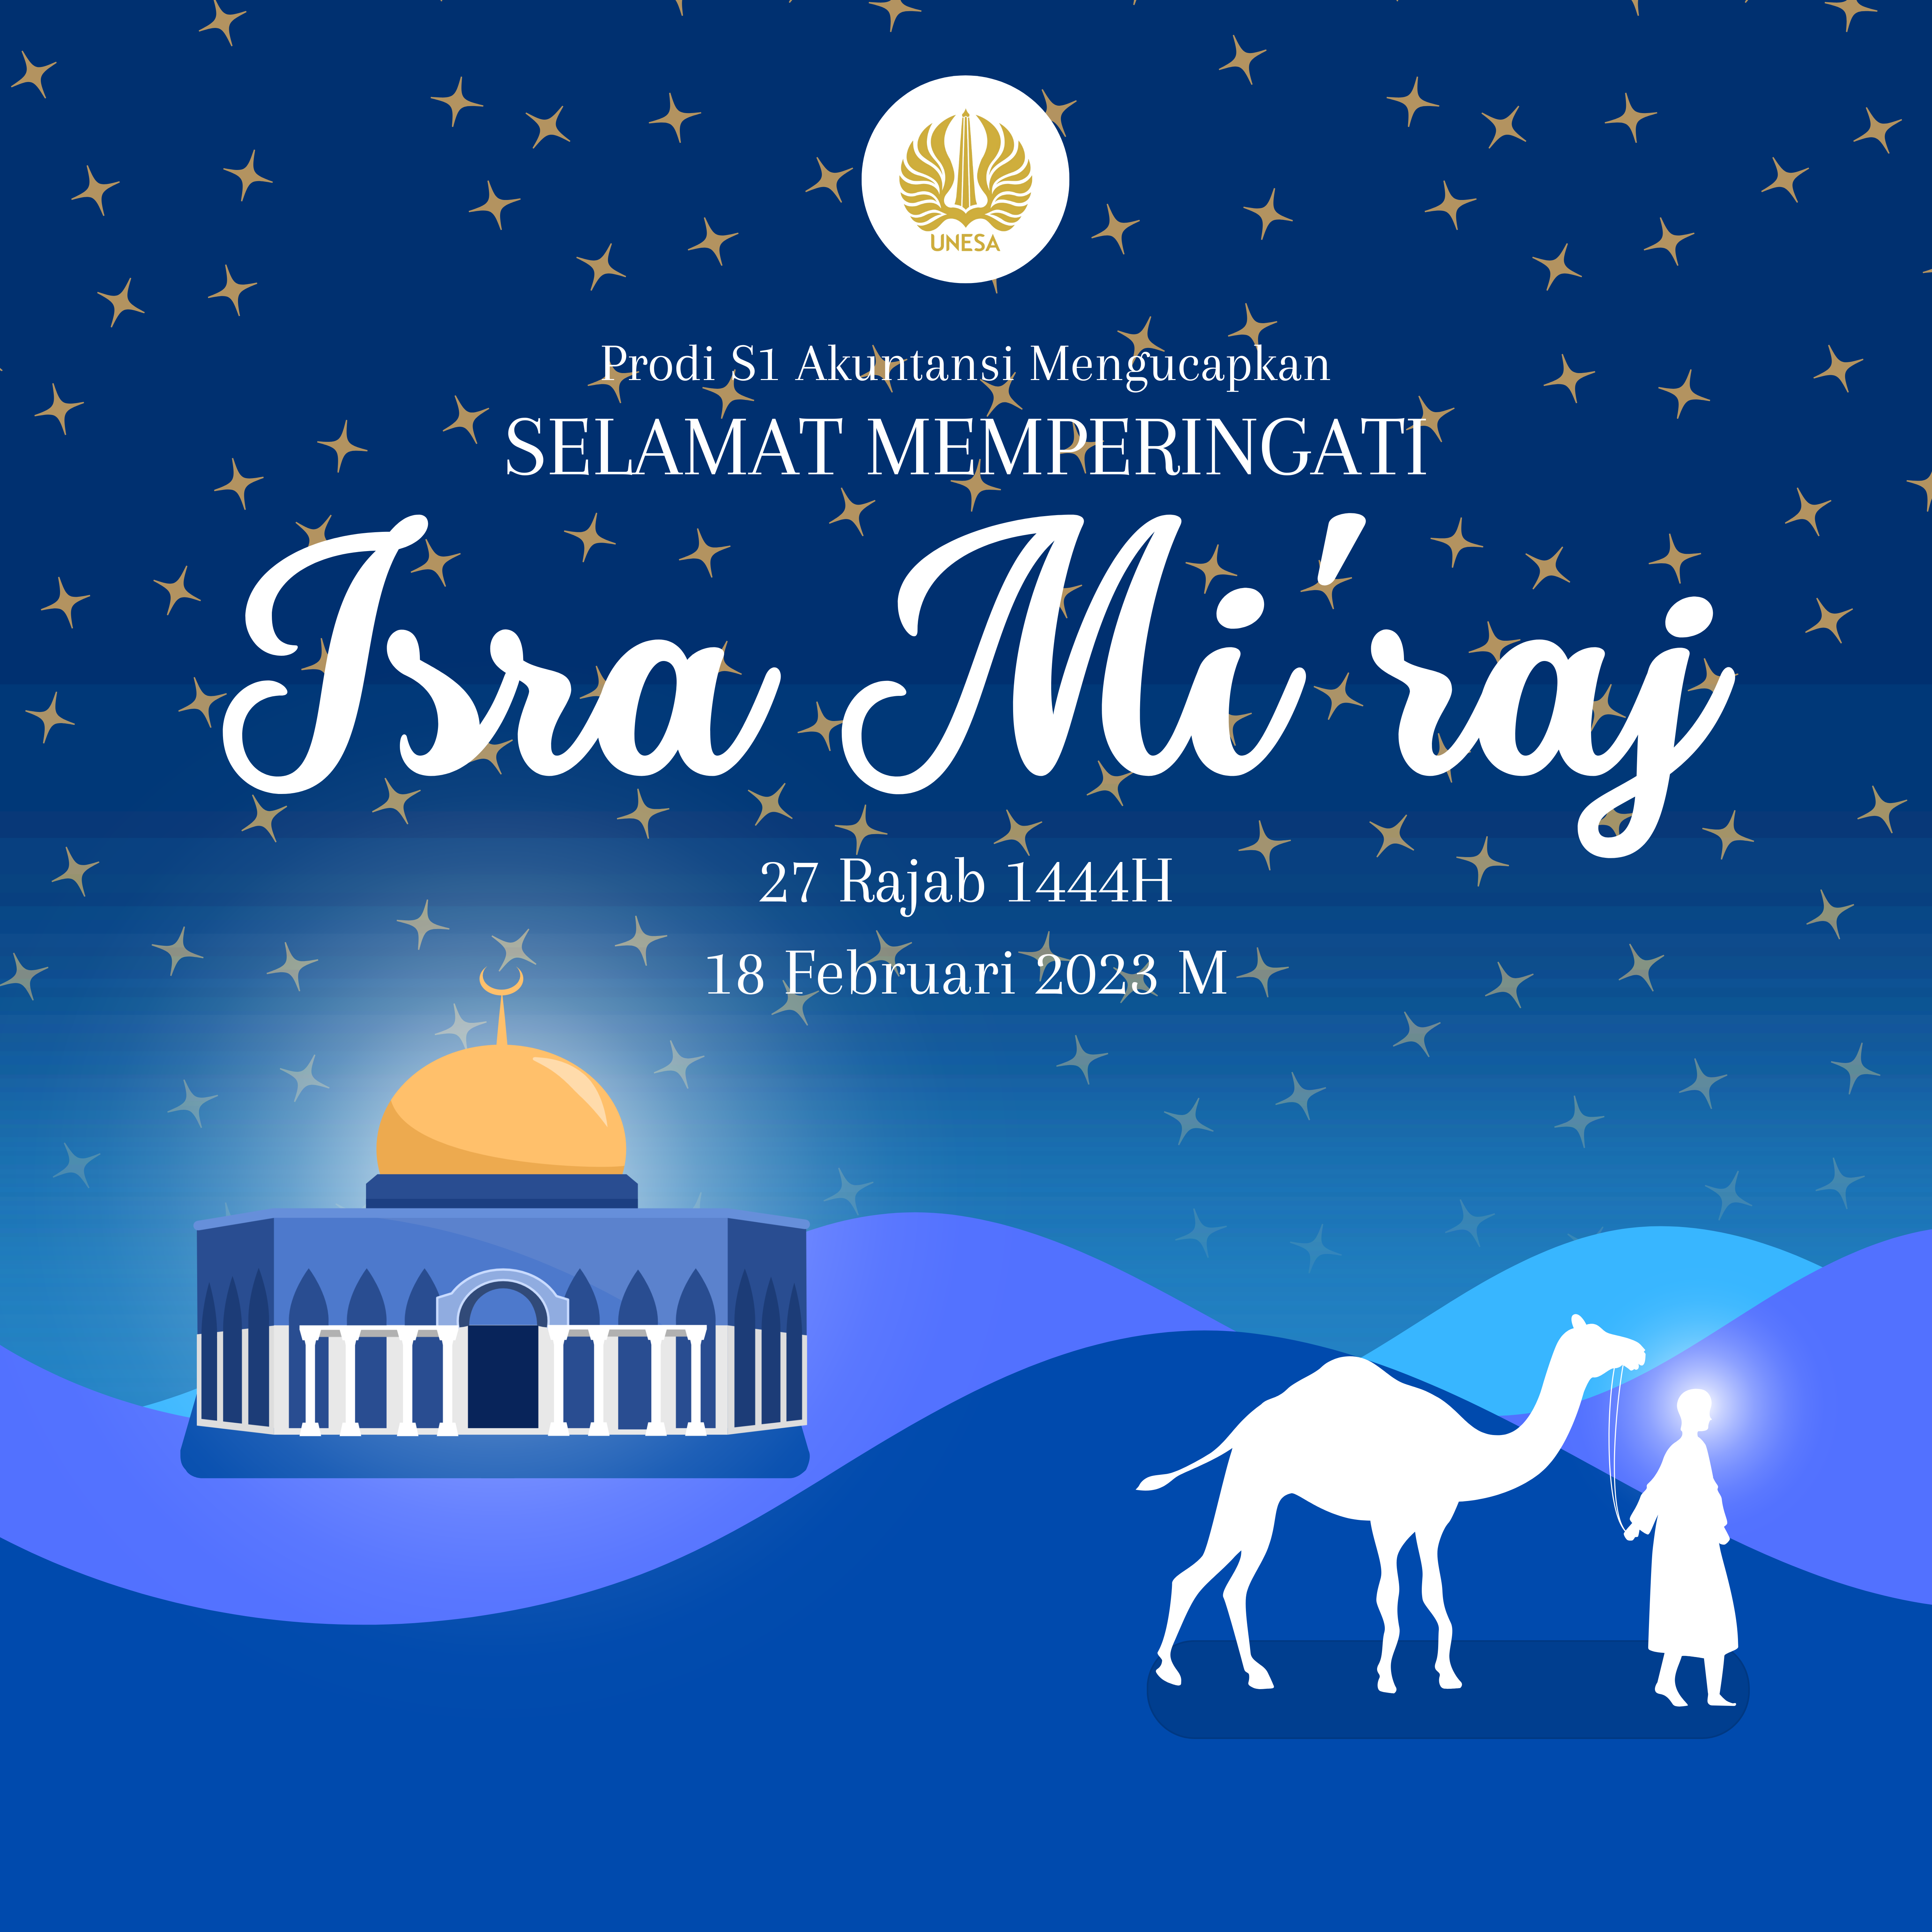 UNESA
Prodi S1 Akuntansi Mengucapkan
SELAMAT MEMPERINGATI
Isra Mi'raj
27 Rajab 1444H
18 Februari 2023 M